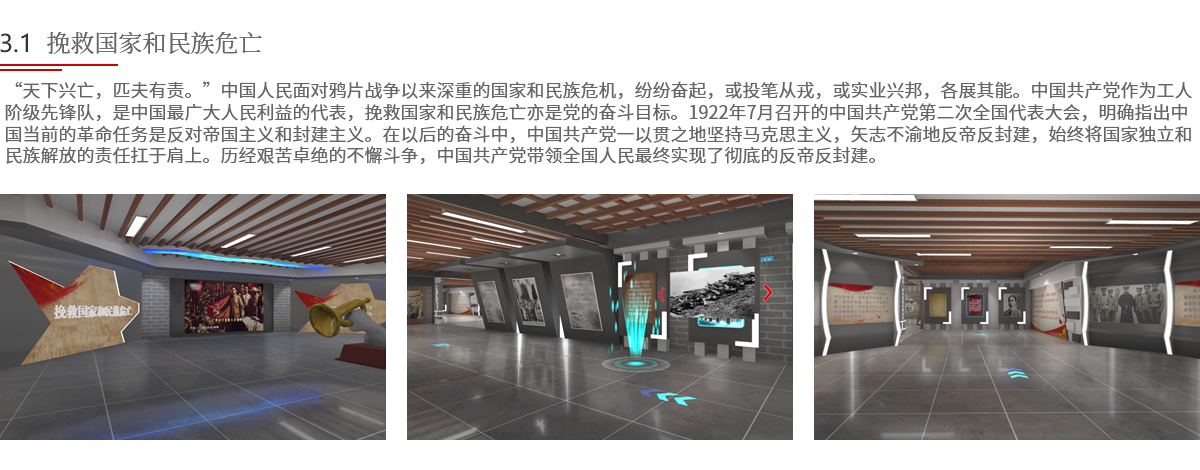 3.1 挽救国家和民族危亡
“天下兴亡，匹夫有责。”中国人民面对鸦片战争以来深重的国家和民族危机，纷纷奋起，或投笔从戎，或实业兴邦，各展其能。中国共产党作为工人
阶级先锋队，是中国最广大人民利益的代表，挽救国家和民族危亡亦是党的奋斗目标。1922年7月召开的中国共产党第二次全国代表大会，明确指出中
国当前的革命任务是反对帝国主义和封建主义。在以后的奋斗中，中国共产党一以贯之地坚持马克思主义，矢志不渝地反帝反封建，始终将国家独立和
民族解放的责任扛于肩上。历经艰苦卓绝的不懈斗争，中国共产党带领全国人民最终实现了彻底的反帝反封建。
挽救国家和民族危亡